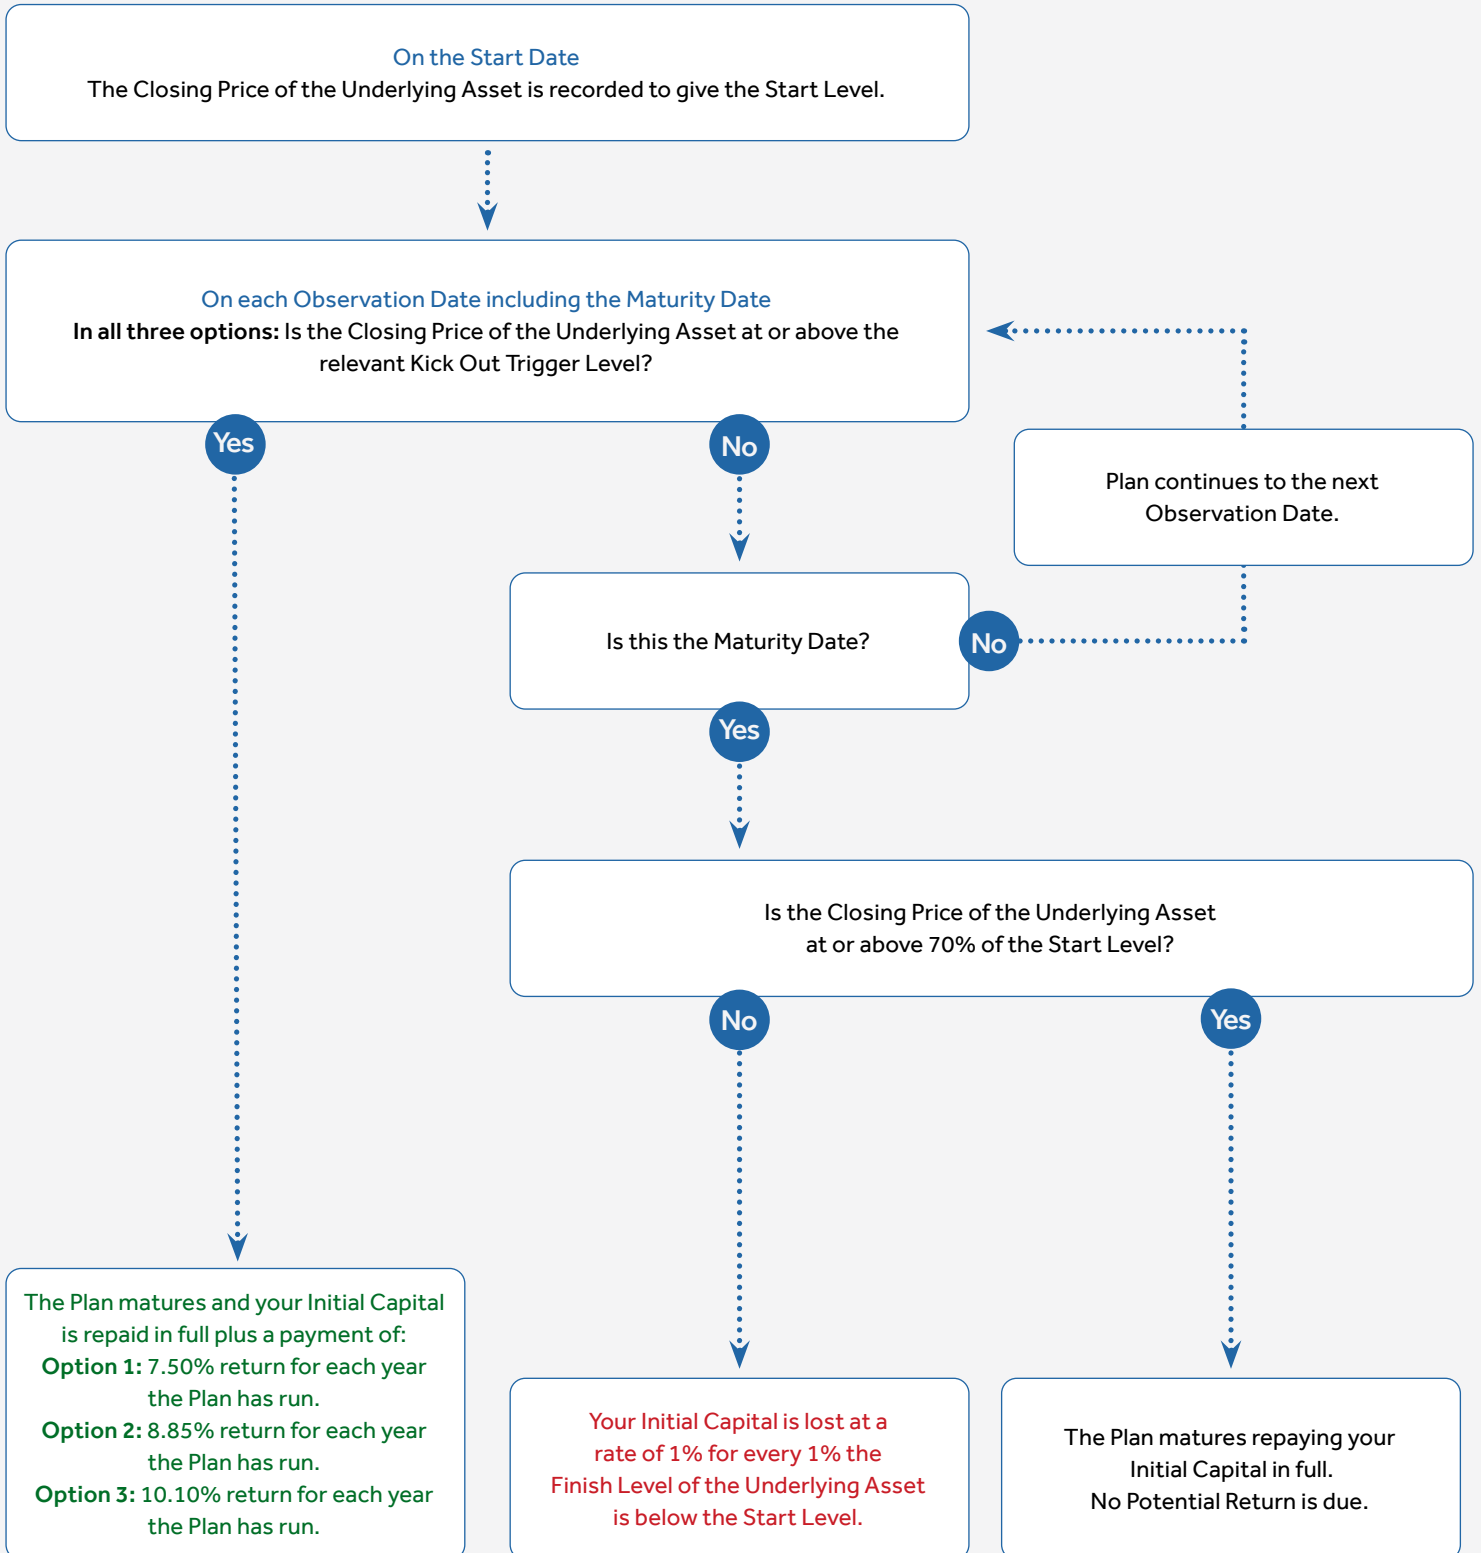 On the Start Date
The Closing Price of the Underlying Asset is recorded to give the Start Level.
On each Observation Date including the Maturity Date
In all three options: Is the Closing Price of the Underlying Asset at or above the
relevant Kick Out Trigger Level?
Yes
No
Plan continues to the next
Observation Date.
Is this the Maturity Date?
No
Yes
Is the Closing Price of the Underlying Asset
at or above 70% of the Start Level?
No
Yes
The Plan matures and your Initial Capital
is repaid in full plus a payment of:
Option 1: 7.50% return for each year
the Plan has run.
Option 2: 8.85% return for each year
the Plan has run.
Option 3: 10.10% return for each year
the Plan has run.
Your Initial Capital is lost at a
rate of 1% for every 1% the
Finish Level of the Underlying Asset
is below the Start Level.
The Plan matures repaying your
Initial Capital in full.
No Potential Return is due.